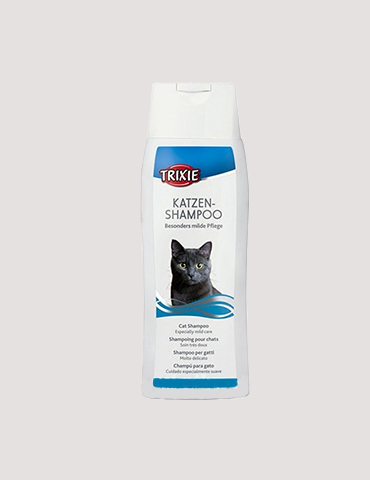 TRIXIE
KATZEN-
SHAMPOO
Besonders milde Pflege
Cat Shampoo
Especially mild care
Shampoing pour chats
Soin très doux
Shampoo per gatti
Molto delicato
Champú para gato
Cuidado especialmente suave